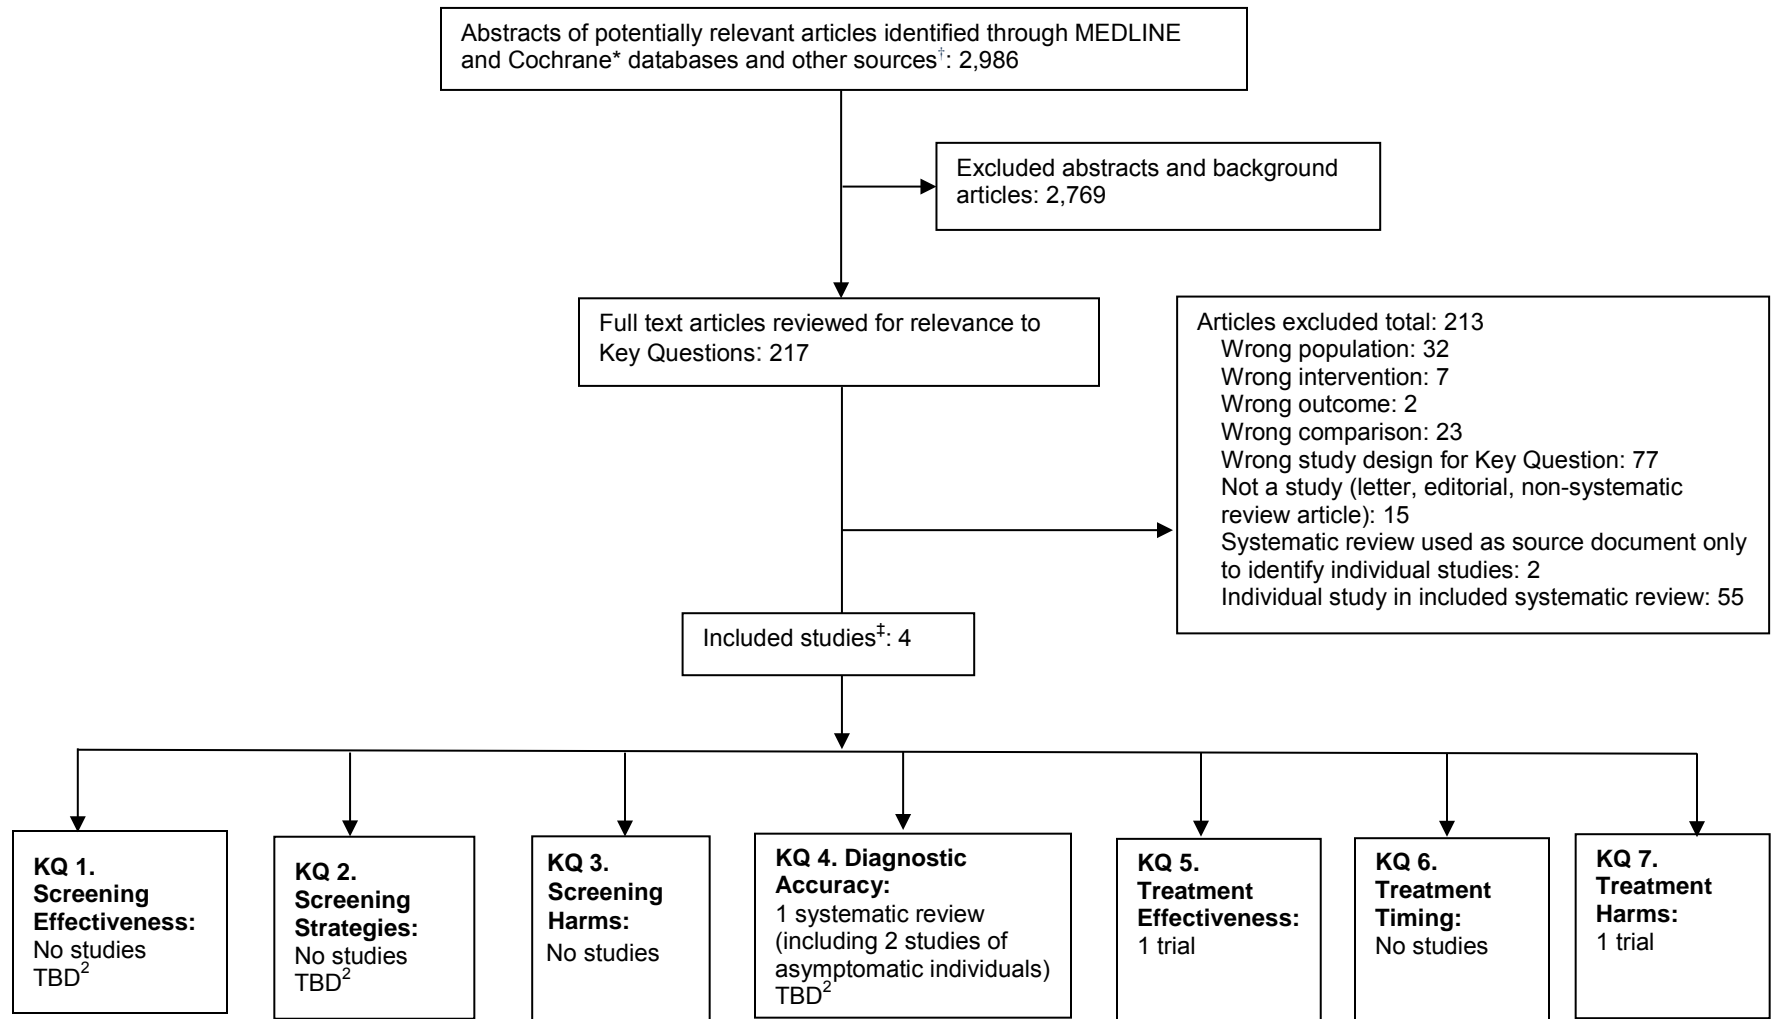 Abstracts of potentially relevant articles identified through MEDLINE
and Cochrane* databases and other sources†: 2,986
Excluded abstracts and background
articles: 2,769
Full text articles reviewed for relevance to
Key Questions: 217
Articles excluded total: 213
Wrong population: 32
Wrong intervention: 7
Wrong outcome: 2
Wrong comparison: 23
Wrong study design for Key Question: 77
Not a study (letter, editorial, non-systematic
review article): 15
Systematic review used as source document only
to identify individual studies: 2
Individual study in included systematic review: 55
Included studies‡: 4
KQ 1.
Screening
Effectiveness:
No studies
TBD2
KQ 2.
Screening
Strategies:
No studies
TBD2
KQ 3.
Screening
Harms:
No studies
KQ 4. Diagnostic
Accuracy:
1 systematic review
(including 2 studies of
asymptomatic individuals)
TBD2
KQ 5.
Treatment
Effectiveness:
1 trial
KQ 6.
Treatment
Timing:
No studies
KQ 7.
Treatment
Harms:
1 trial